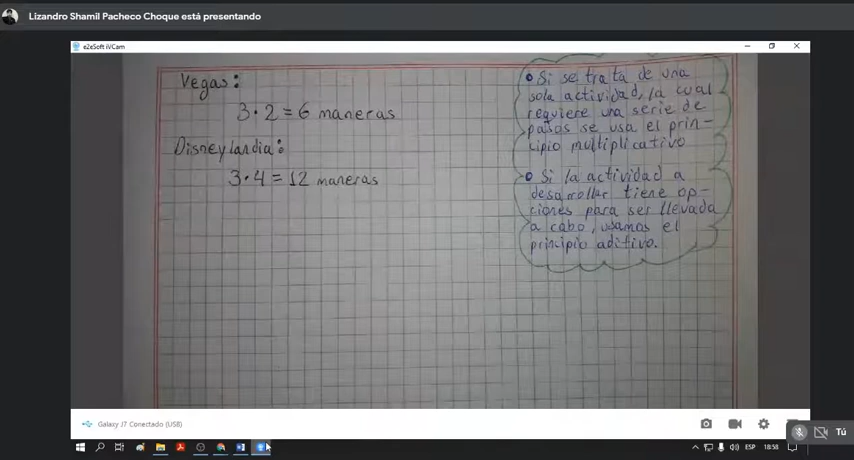 Lizandro Shamil Pacheco Choque está presentando
e2eSoft iVCam
Vegas:
3·2 = 6 maneras
Disneylandia:
3·4 = 12 maneras
• Si se trata de una
sola actividad, la cual
requiere una serie de
pasos se usa el prin-
cipio multiplicativo
• Si la actividad a
desarroller tiene op-
ciones para ser llevada
a cabo, usamos el
principio aditivo.
Galaxy J7 Conectado (USB)
Tú
ESP
18:58